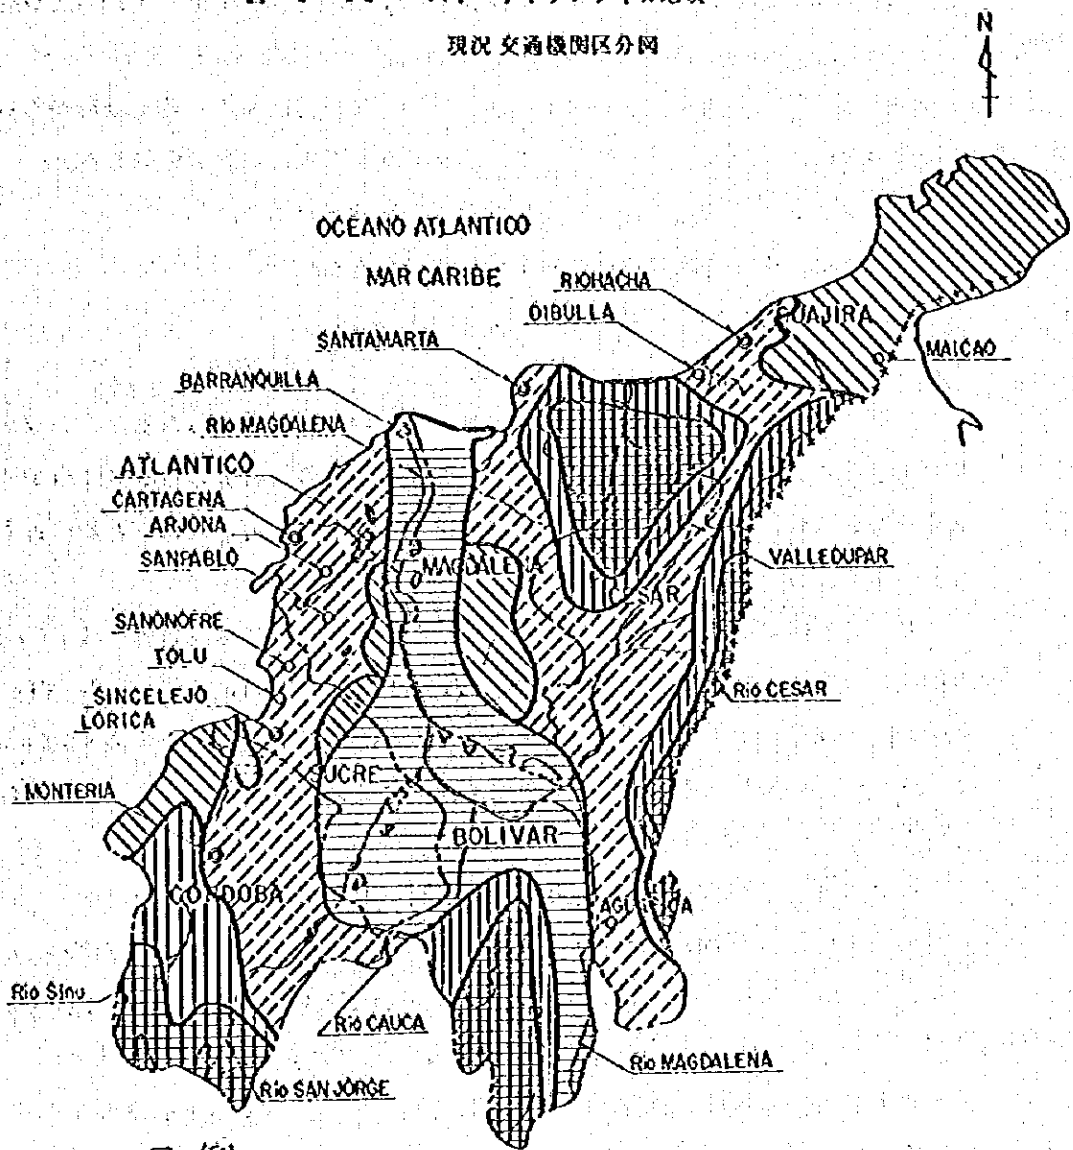 現況 交通機関区分図
N
OCEANO ATLANTICO
MAR CARIBE
RIOHACHA
DIBULLA
GUAJIRA
SANTAMARTA
MAICAO
BARRANQUILLA
RIO MAGDALENA
ATLANTICO
CARTAGENA
ARJONA
SANPABLO
MAGDALENA
VALLEDUPAR
CESAR
SANONOFRE
TOLU
SINCELEJO
LORICA
Rio CESAR
SUCRE
MONTERIA
BOLIVAR
CORDOBA
Rio Sinu
Rio CAUCA
Rio MAGDALENA
Rio SAN JORGE